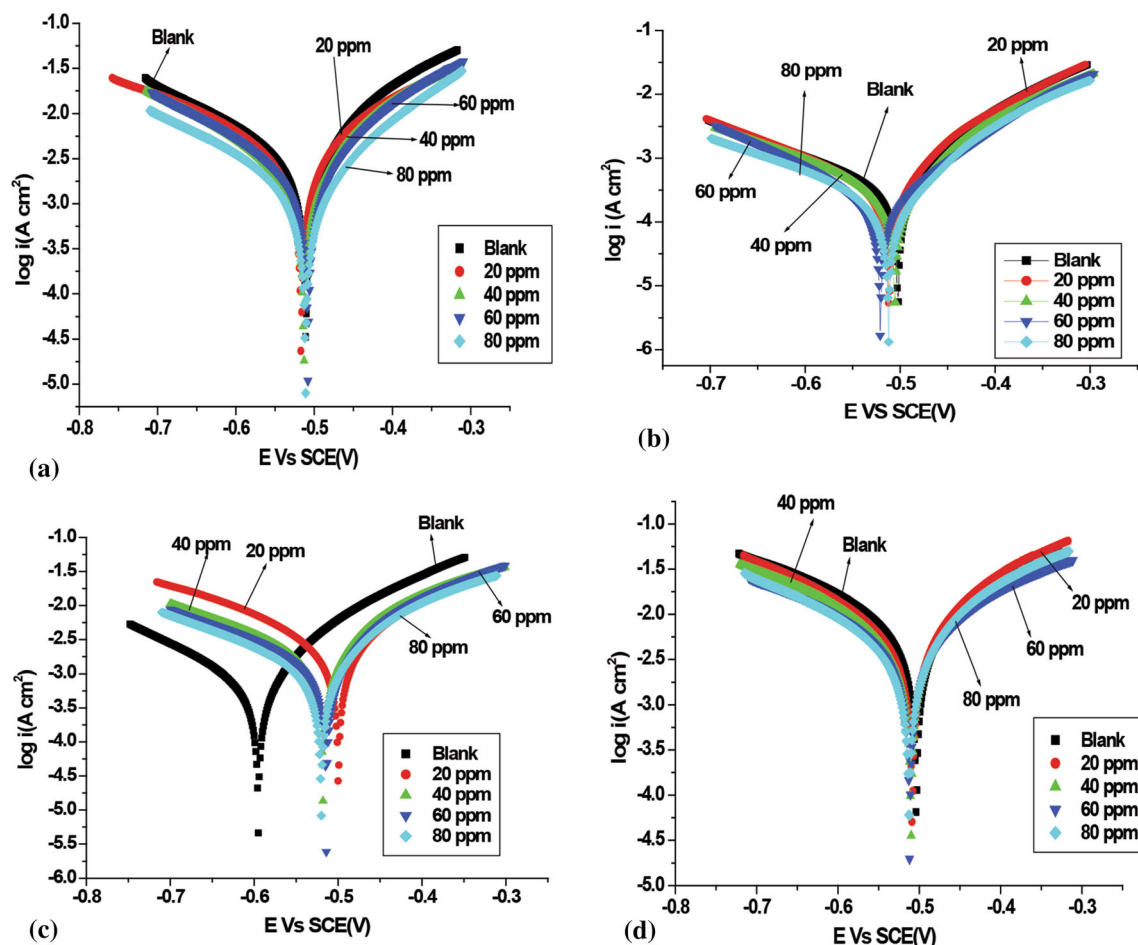 -1.0
-1.5
-2.0
-2.5
-3.0
-3.5
-4.0
-4.5
-5.0
log i(A cm²)
Blank
20 ppm
60 ppm
40 ppm
80 ppm
Blank
20 ppm
40 ppm
60 ppm
80 ppm
-0.8 -0.7 -0.6 -0.5 -0.4 -0.3
E Vs SCE(V)
(a)
-1
-2
-3
-4
-5
-6
log i (A cm²)
20 ppm
80 ppm
Blank
60 ppm
40 ppm
Blank
20 ppm
40 ppm
60 ppm
80 ppm
-0.7 -0.6 -0.5 -0.4 -0.3
E VS SCE(V)
(b)
-1.0
-1.5
-2.0
-2.5
-3.0
-3.5
-4.0
-4.5
-5.0
-5.5
-6.0
log i(A cm²)
Blank
40 ppm
20 ppm
60 ppm
80 ppm
Blank
20 ppm
40 ppm
60 ppm
80 ppm
-0.8 -0.7 -0.6 -0.5 -0.4 -0.3
E Vs SCE(V)
(c)
-1.0
-1.5
-2.0
-2.5
-3.0
-3.5
-4.0
-4.5
-5.0
log i(A cm²)
40 ppm
Blank
20 ppm
60 ppm
80 ppm
Blank
20 ppm
40 ppm
60 ppm
80 ppm
-0.8 -0.7 -0.6 -0.5 -0.4 -0.3
E Vs SCE(V)
(d)